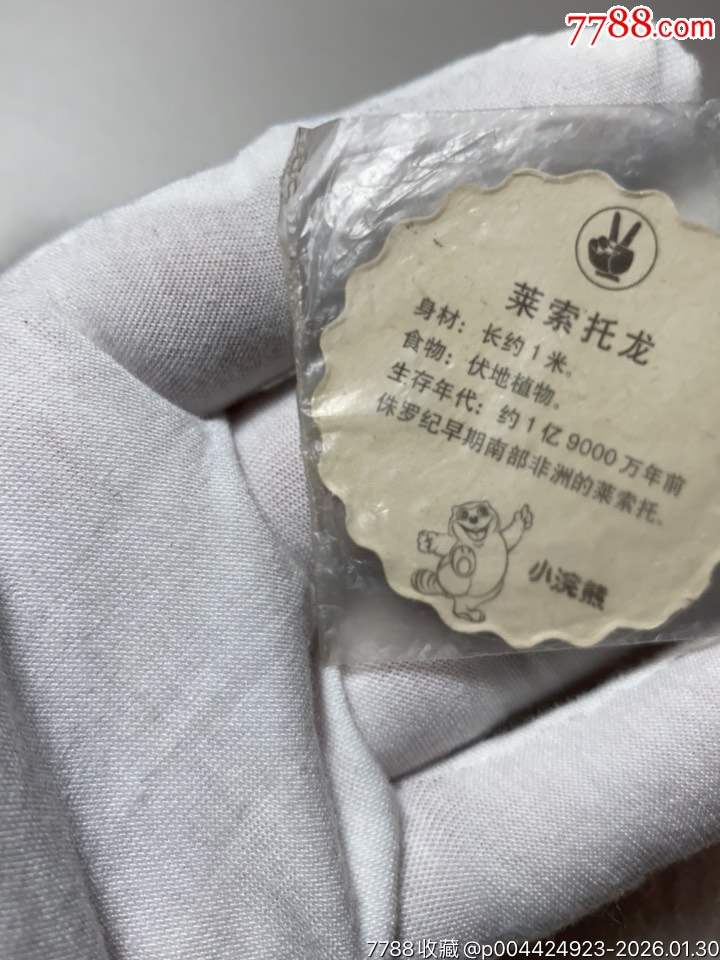 7788.com
莱索托龙
身材：长约1米。
食物：伏地植物。
生存年代：约1亿9000万年前
侏罗纪早期南部非洲的莱索托。
小浣熊
7788收藏 @p004424923-2026.01.30